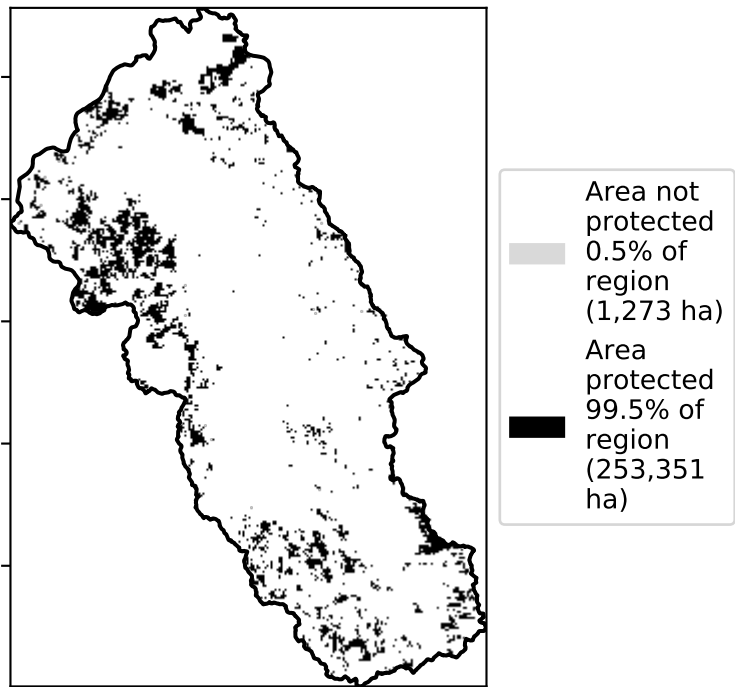 Area not
protected
0.5% of
region
(1,273 ha)
Area
protected
99.5% of
region
(253,351
ha)